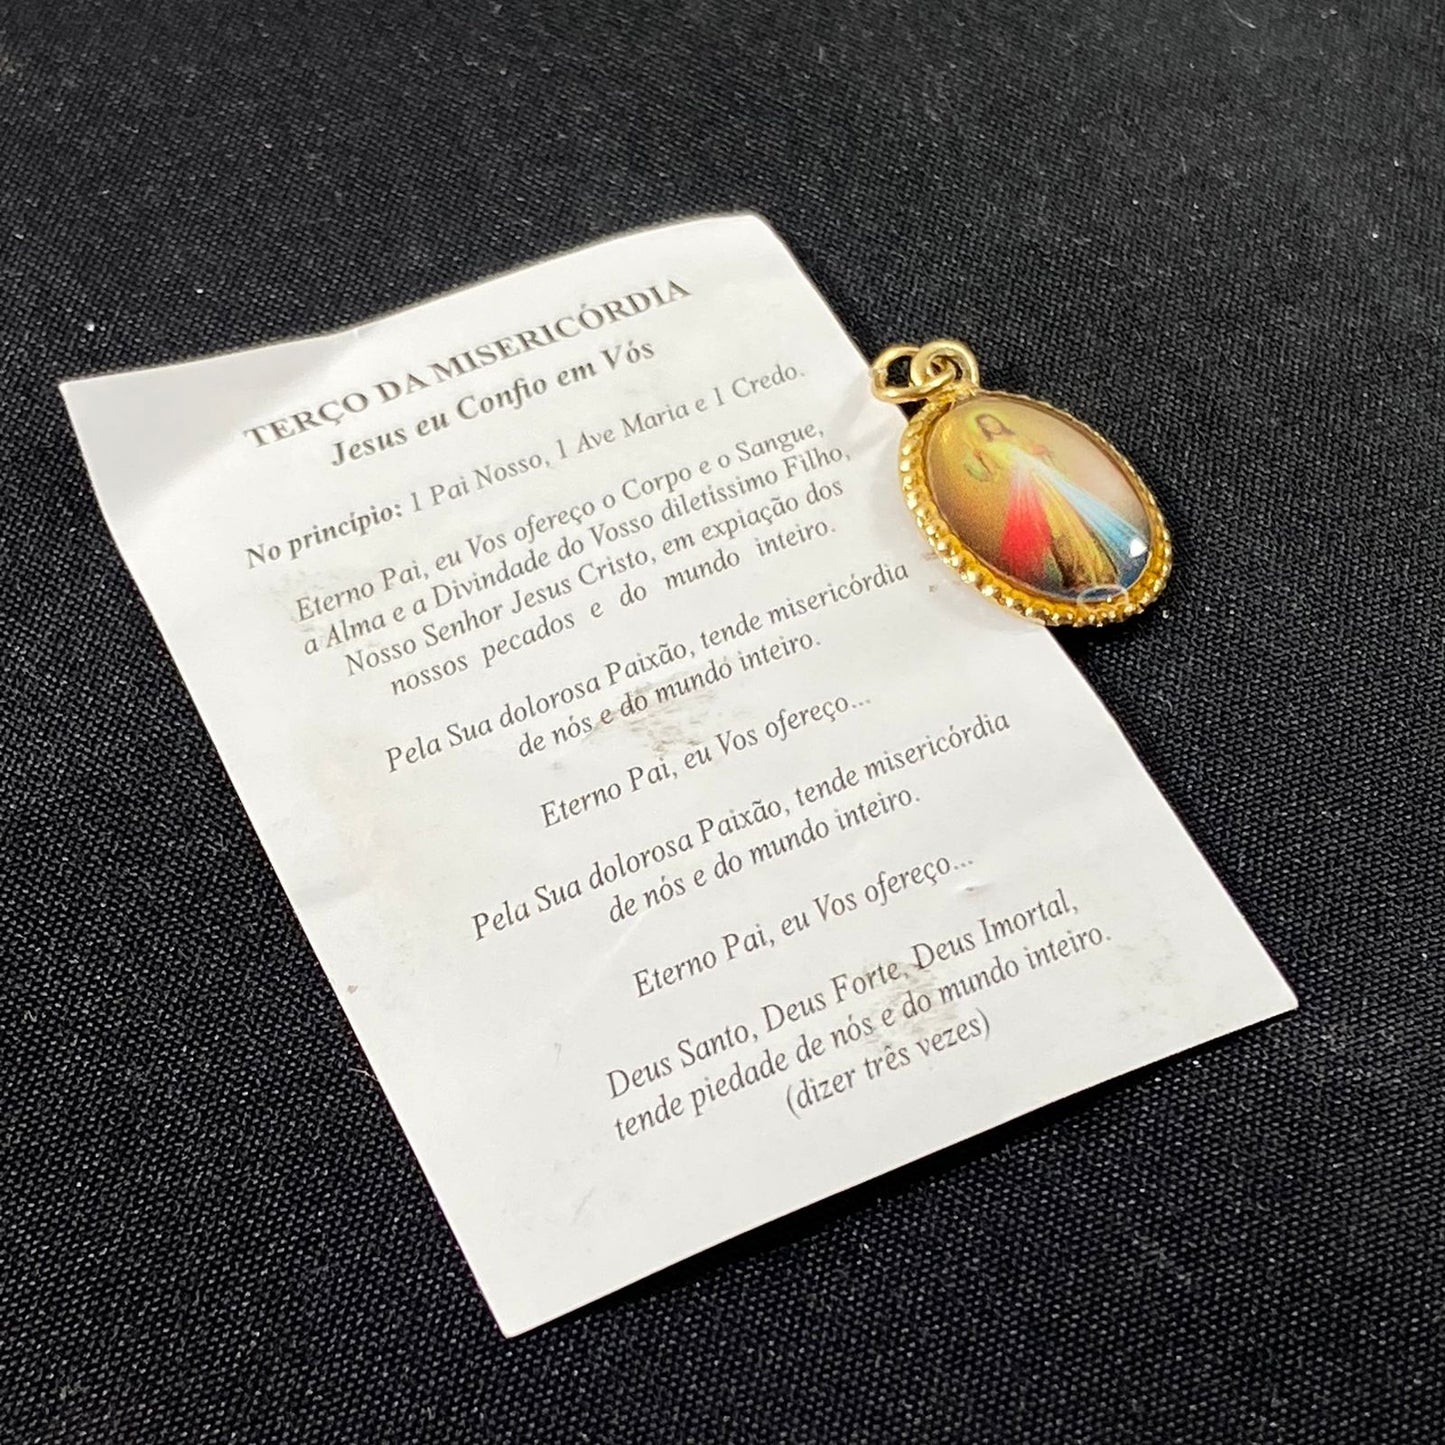 TERÇO DA MISERICÓRDIA
Jesus eu Confio em Vós
No princípio: 1 Pai Nosso, 1 Ave Maria e 1 Credo.
Eterno Pai, eu Vos ofereço o Corpo e o Sangue,
a Alma e a Divindade do Vosso diletíssimo Filho,
Nosso Senhor Jesus Cristo, em expiação dos
nossos pecados e do mundo inteiro.
Pela Sua dolorosa Paixão, tende misericórdia
de nós e do mundo inteiro.
Eterno Pai, eu Vos ofereço...
Pela Sua dolorosa Paixão, tende misericórdia
de nós e do mundo inteiro.
Eterno Pai, eu Vos ofereço...
Deus Santo, Deus Forte, Deus Imortal,
tende piedade de nós e do mundo inteiro.
(dizer três vezes)